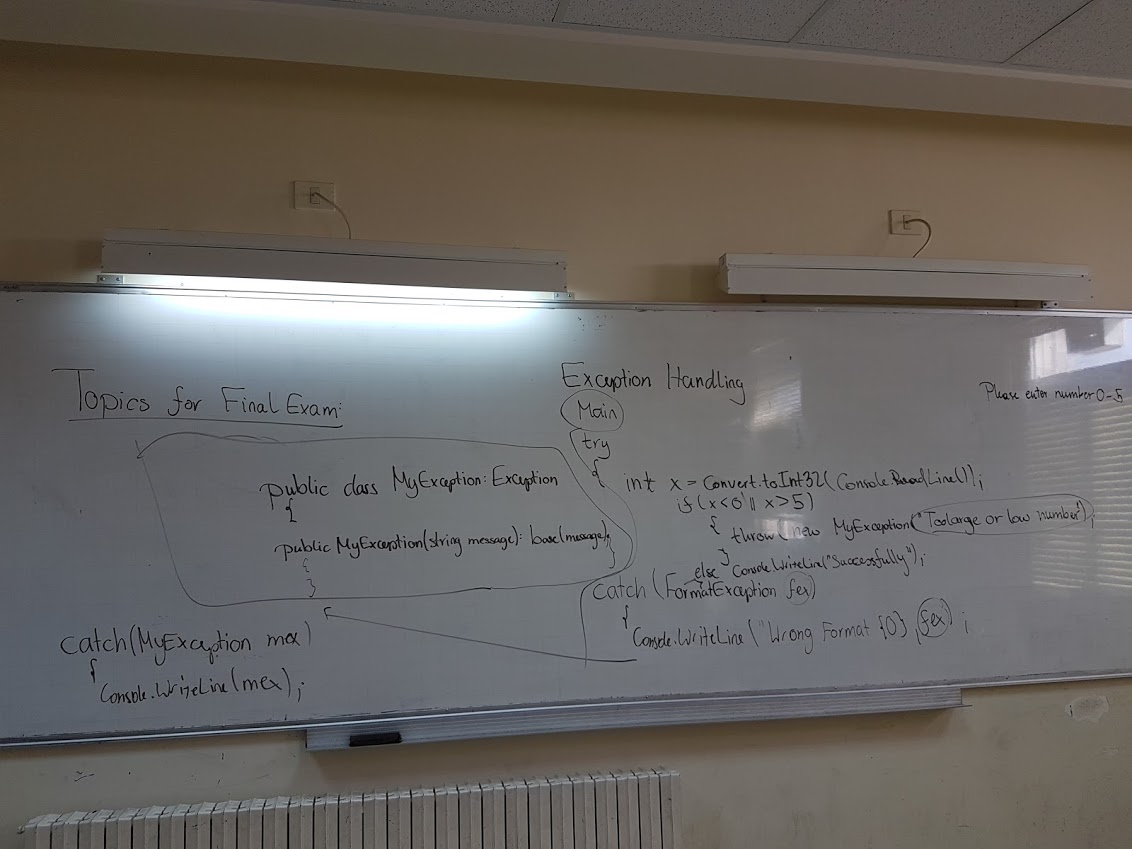 Topics for Final Exam:
public class MyException: Exception
{
public MyException(string message): base(message);
{
}
}
Exception Handling
Main
try
{ int x = Convert.toInt32(Console.ReadLine());
if (x<0 || x>5)
{ throw(new MyException("Toolarge or low number");
} else Console.WriteLine("Successfully");
catch (FormatException fex)
{
Console.WriteLine("Wrong Format {0}, fex);
catch(MyException mex)
{
Console.WriteLine(mex);
Please enter number 0-5